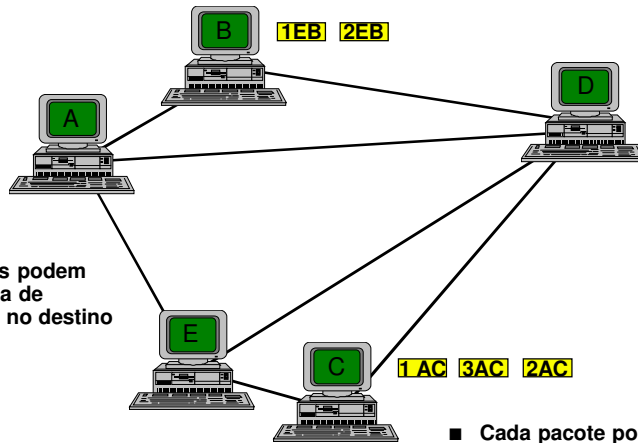 B
1EB 2EB
D
A
s podem
a de
no destino
E
C
1 AC 3AC 2AC
■ Cada pacote po